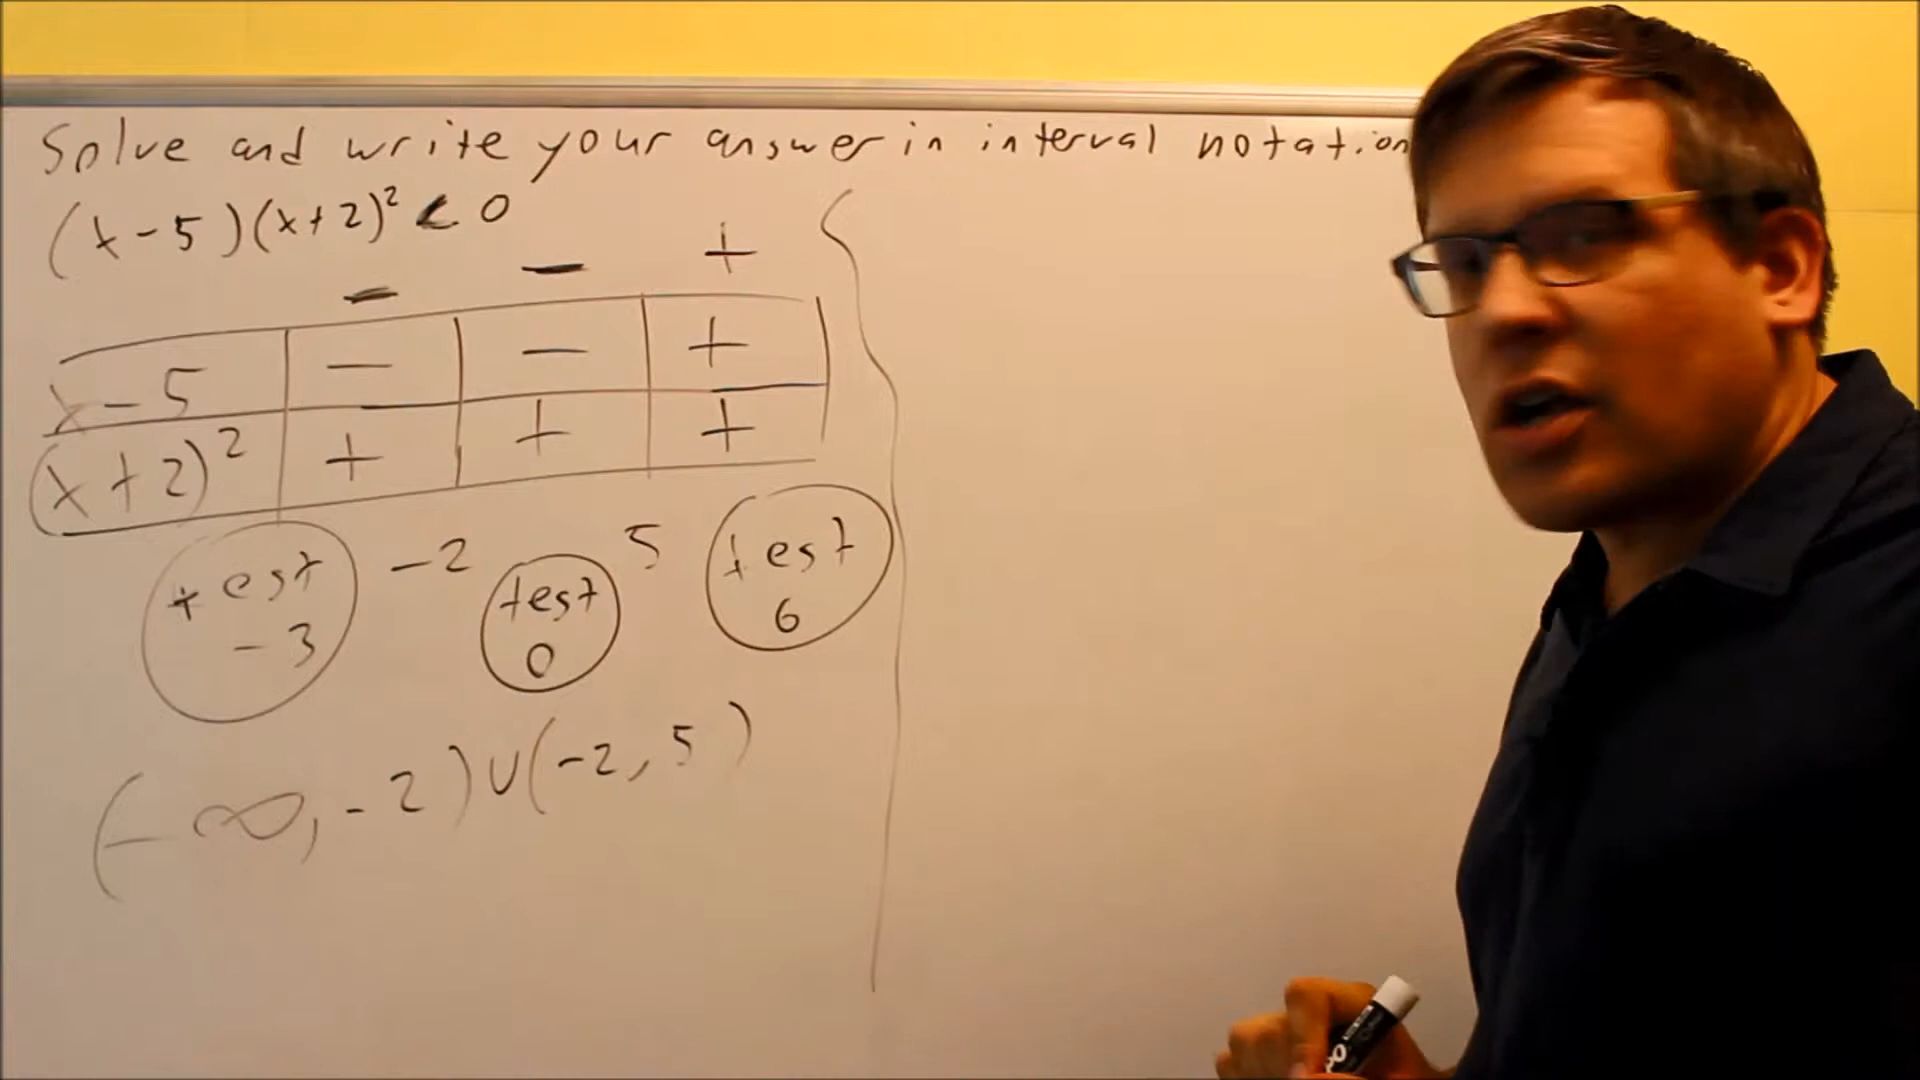 Solve and write your answer in interval notation
(x-5)(x+2)² < 0
- - +
x-5 - - +
(x+2)² + + +
test -3
-2
test 0
5
test 6
(-∞, -2) ∪ (-2, 5)